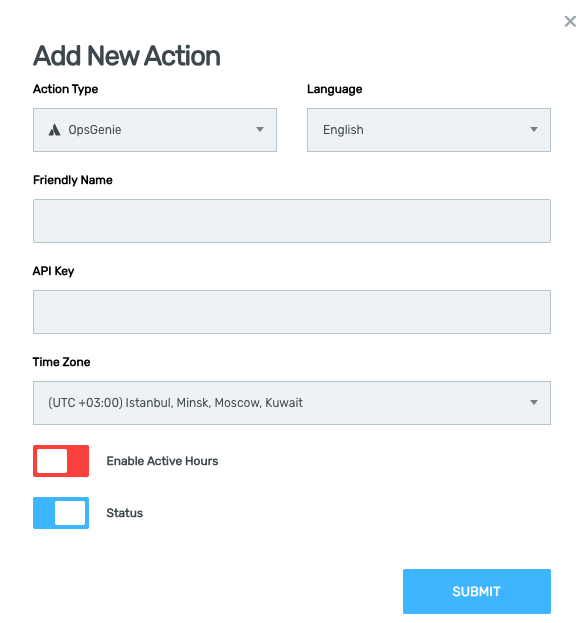 Add New Action
Action Type
Language
OpsGenie
English
Friendly Name
API Key
Time Zone
(UTC +03:00) Istanbul, Minsk, Moscow, Kuwait
Enable Active Hours
Status
SUBMIT